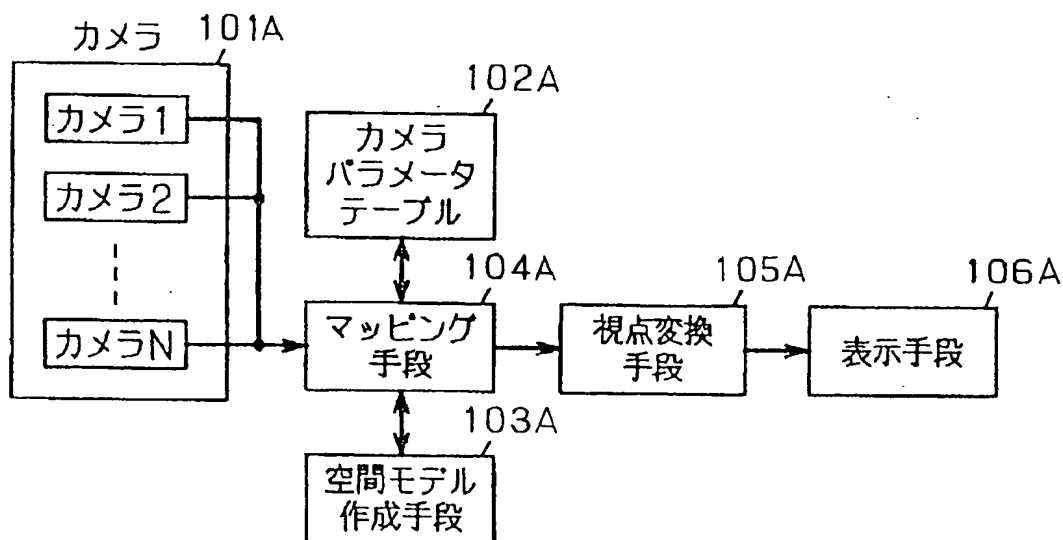 カメラ
101A
カメラ1
カメラ2
カメラN
102A
カメラ
パラメータ
テーブル
104A
マッピング
手段
103A
空間モデル
作成手段
105A
視点変換
手段
106A
表示手段